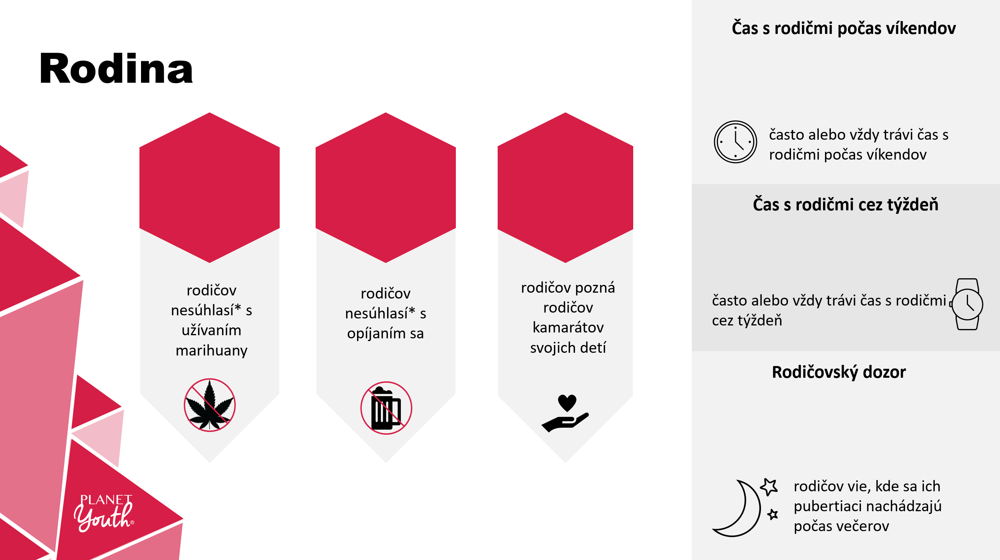 Rodina
rodičov
nesúhlasí* s
užívaním
marihuany
rodičov
nesúhlasí* s
opíjaním sa
rodičov pozná
rodičov
kamarátov
svojich detí
Čas s rodičmi počas víkendov
často alebo vždy trávi čas s
rodičmi počas víkendov
Čas s rodičmi cez týždeň
často alebo vždy trávi čas s rodičmi
cez týždeň
Rodičovský dozor
rodičov vie, kde sa ich
pubertiaci nachádzajú
počas večerov
PLANET
Youth®